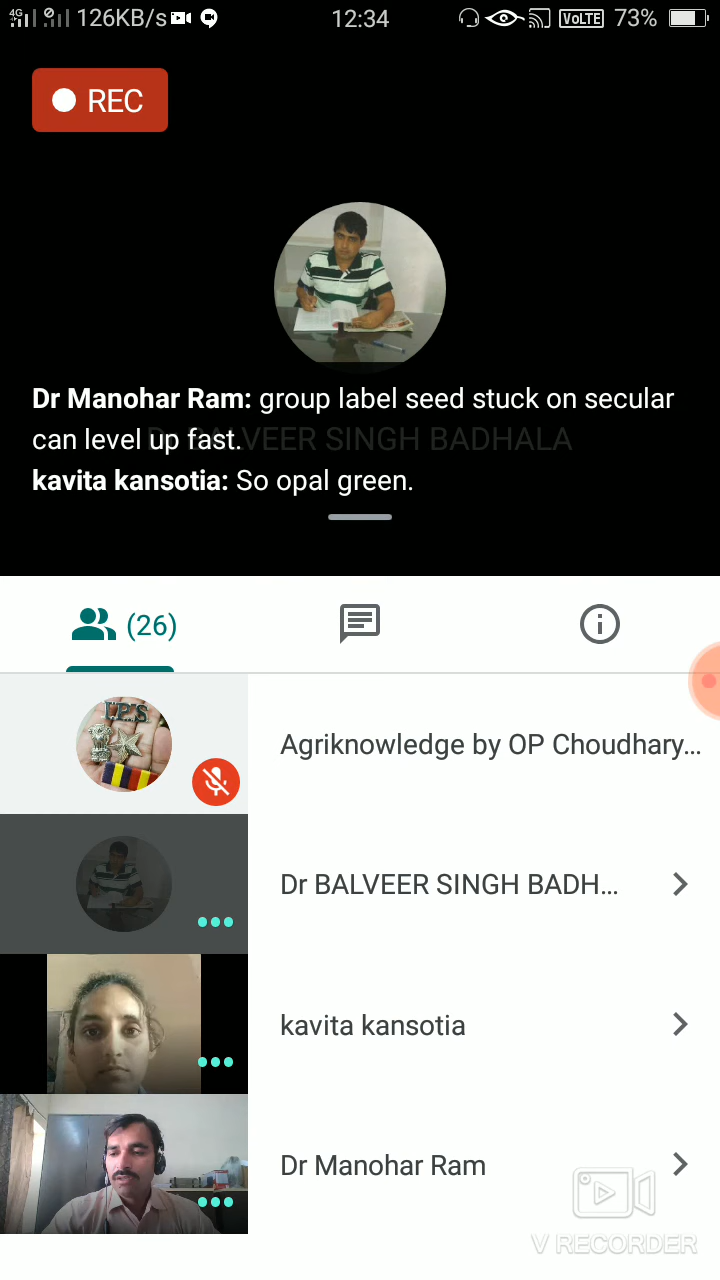 4G 126KB/s 12:34 VoLTE 73%
REC
Dr Manohar Ram: group label seed stuck on secular
can level up fast.
Dr BALVEER SINGH BADHALA
kavita kansotia: So opal green.
(26)
I.P.S
Agriknowledge by OP Choudhary...
Dr BALVEER SINGH BADH...
kavita kansotia
Dr Manohar Ram
V RECORDER